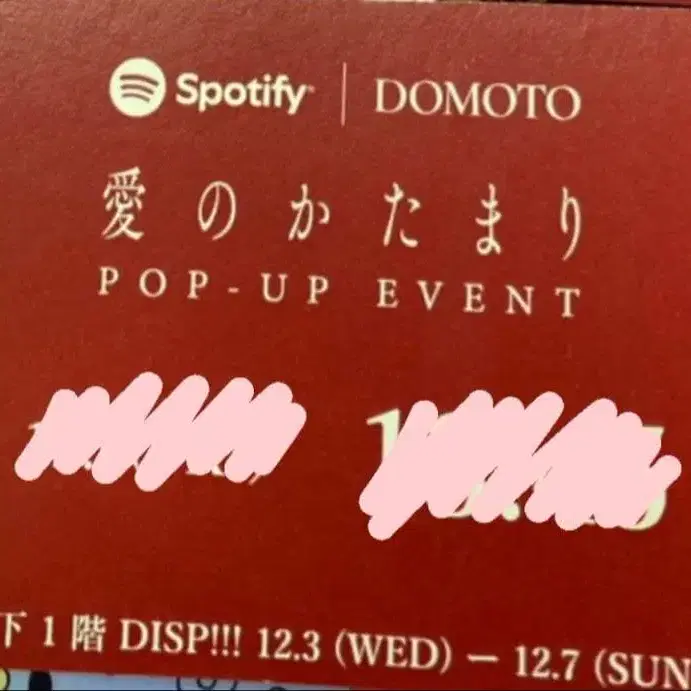 Spotify | DOMOTO
愛のかたまり
POP-UP EVENT
下1階 DISP!!! 12.3 (WED) – 12.7 (SUN